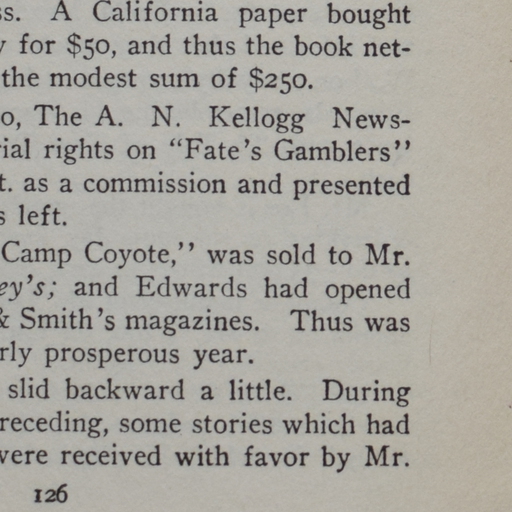 ss. A California paper bought
y for $50, and thus the book net-
the modest sum of $250.
o, The A. N. Kellogg News-
rial rights on "Fate's Gamblers"
t. as a commission and presented
s left.
Camp Coyote," was sold to Mr.
ey's; and Edwards had opened
& Smith's magazines. Thus was
rly prosperous year.
slid backward a little. During
receding, some stories which had
were received with favor by Mr.
126